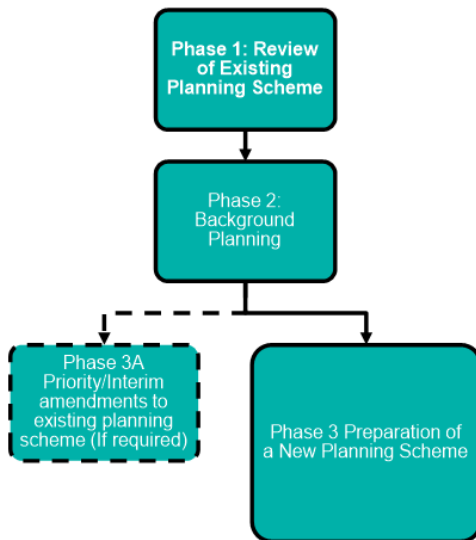 Phase 1: Review
of Existing
Planning Scheme
Phase 2:
Background
Planning
Phase 3A
Priority/Interim
amendments to
existing planning
scheme (If required)
Phase 3 Preparation of
a New Planning Scheme